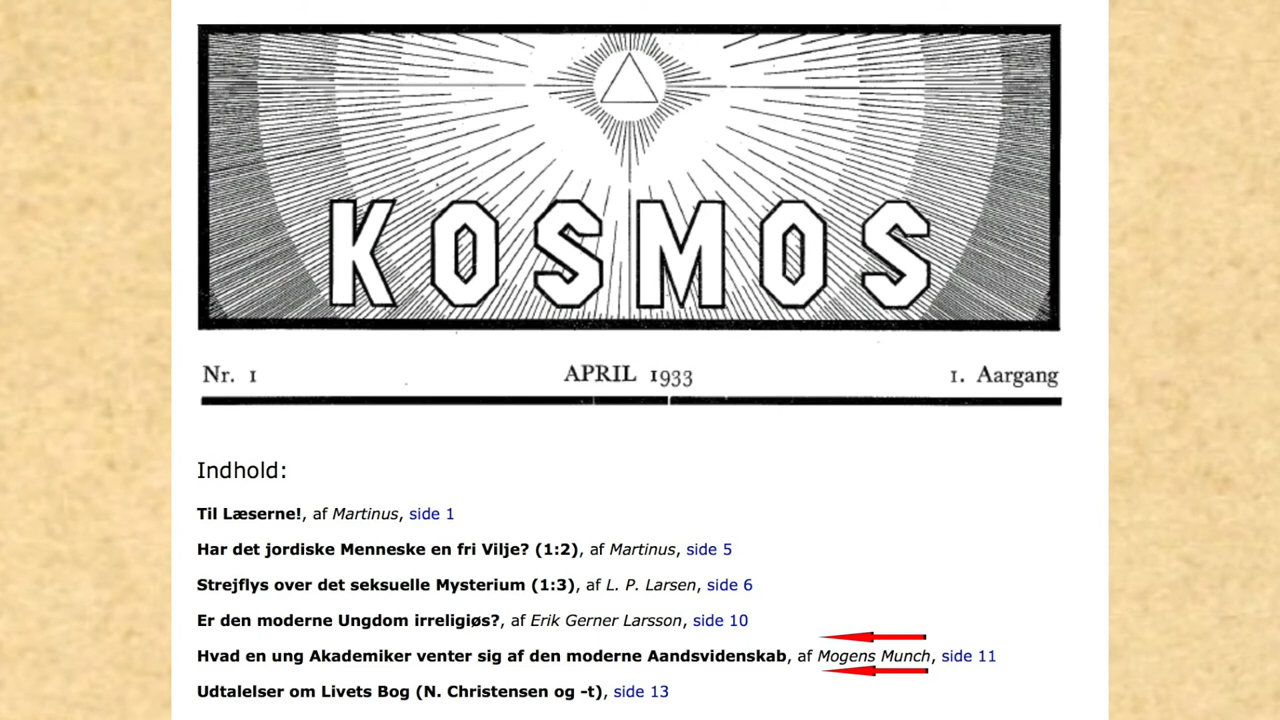 KOSMOS
Nr. 1 APRIL 1933 1. Aargang
Indhold:
Til Læserne!, af Martinus, side 1
Har det jordiske Menneske en fri Vilje? (1:2), af Martinus, side 5
Strejflys over det seksuelle Mysterium (1:3), af L. P. Larsen, side 6
Er den moderne Ungdom irreligiøs?, af Erik Gerner Larsson, side 10
Hvad en ung Akademiker venter sig af den moderne Aandsvidenskab, af Mogens Munch, side 11
Udtalelser om Livets Bog (N. Christensen og -t), side 13